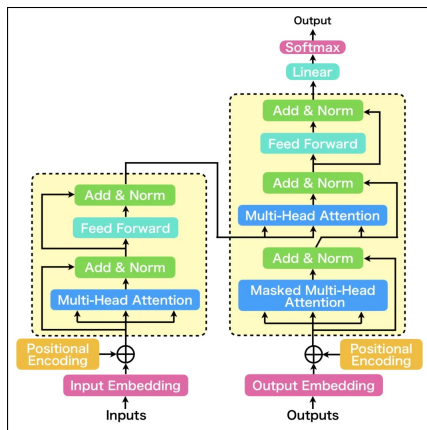 Output
Softmax
Linear
Add & Norm
Feed Forward
Add & Norm
Multi-Head Attention
Add & Norm
Masked Multi-Head
Attention
Positional
Encoding
Output Embedding
Outputs
Add & Norm
Feed Forward
Add & Norm
Multi-Head Attention
Positional
Encoding
Input Embedding
Inputs